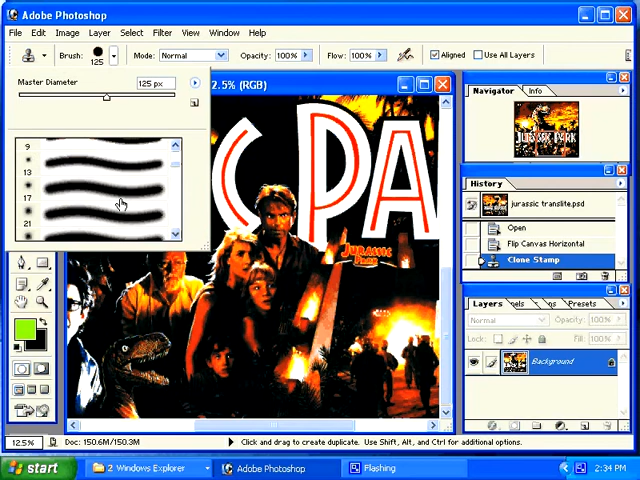 Adobe Photoshop
File Edit Image Layer Select Filter View Window Help
Brush: 125 Mode: Normal Opacity: 100% Flow: 100% Aligned Use All Layers
Master Diameter 125 px
9
13
17
21
2.5% (RGB)
C PA
JURASSIC
PARK
Navigator Info
JURASSIC PARK
History
jurassic translite.psd
Open
Flip Canvas Horizontal
Clone Stamp
Layers Presets
Normal Opacity: 100%
Lock: Fill: 100%
Background
12.5% Doc: 150.6M/150.3M Click and drag to create duplicate. Use Shift, Alt, and Ctrl for additional options.
start 2 Windows Explorer Adobe Photoshop Flashing 2:34 PM